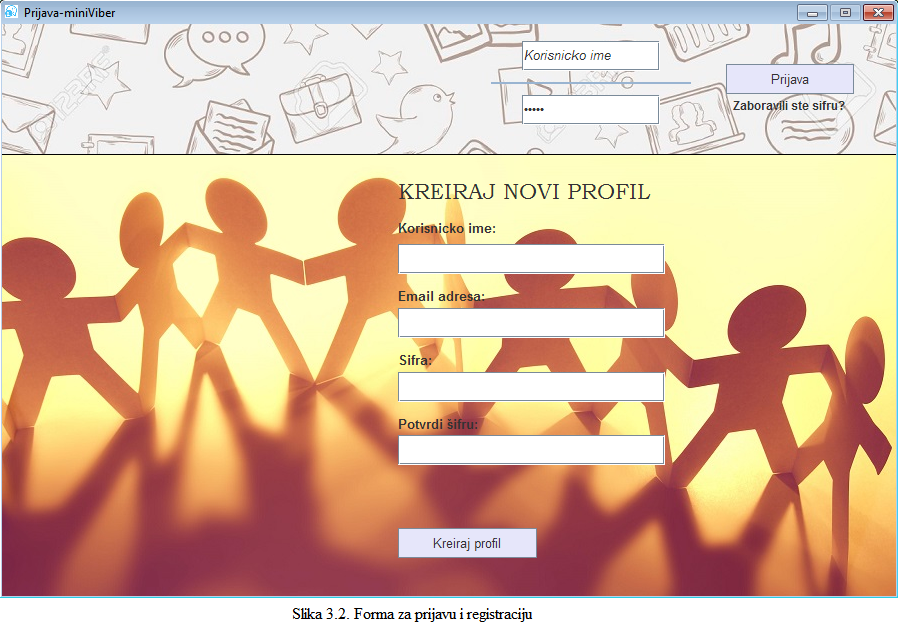 Prijava-miniViber
Korisnicko ime
•••••
Prijava
Zaboravili ste sifru?
KREIRAJ NOVI PROFIL
Korisnicko ime:
Email adresa:
Sifra:
Potvrdi šifru:
Kreiraj profil
Slika 3.2. Forma za prijavu i registraciju